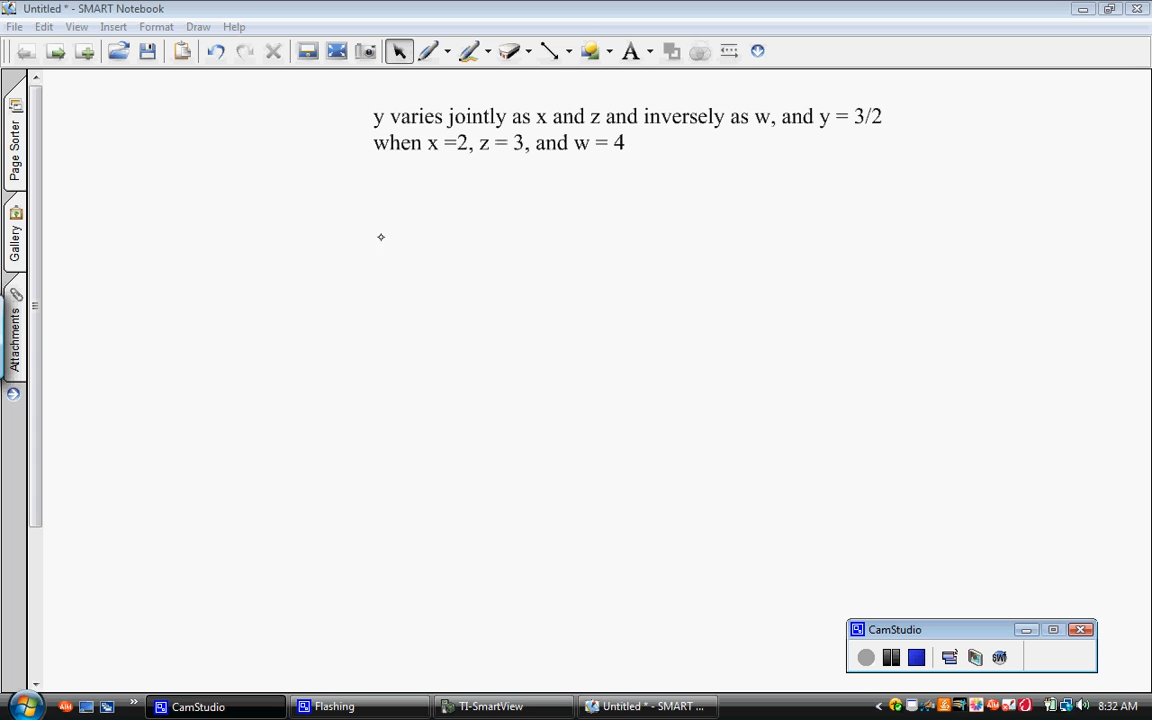 Untitled * - SMART Notebook
File Edit View Insert Format Draw Help
Page Sorter
Gallery
Attachments
y varies jointly as x and z and inversely as w, and y = 3/2
when x =2, z = 3, and w = 4
CamStudio
SWF
CamStudio
Flashing
TI-SmartView
Untitled * - SMART ...
8:32 AM